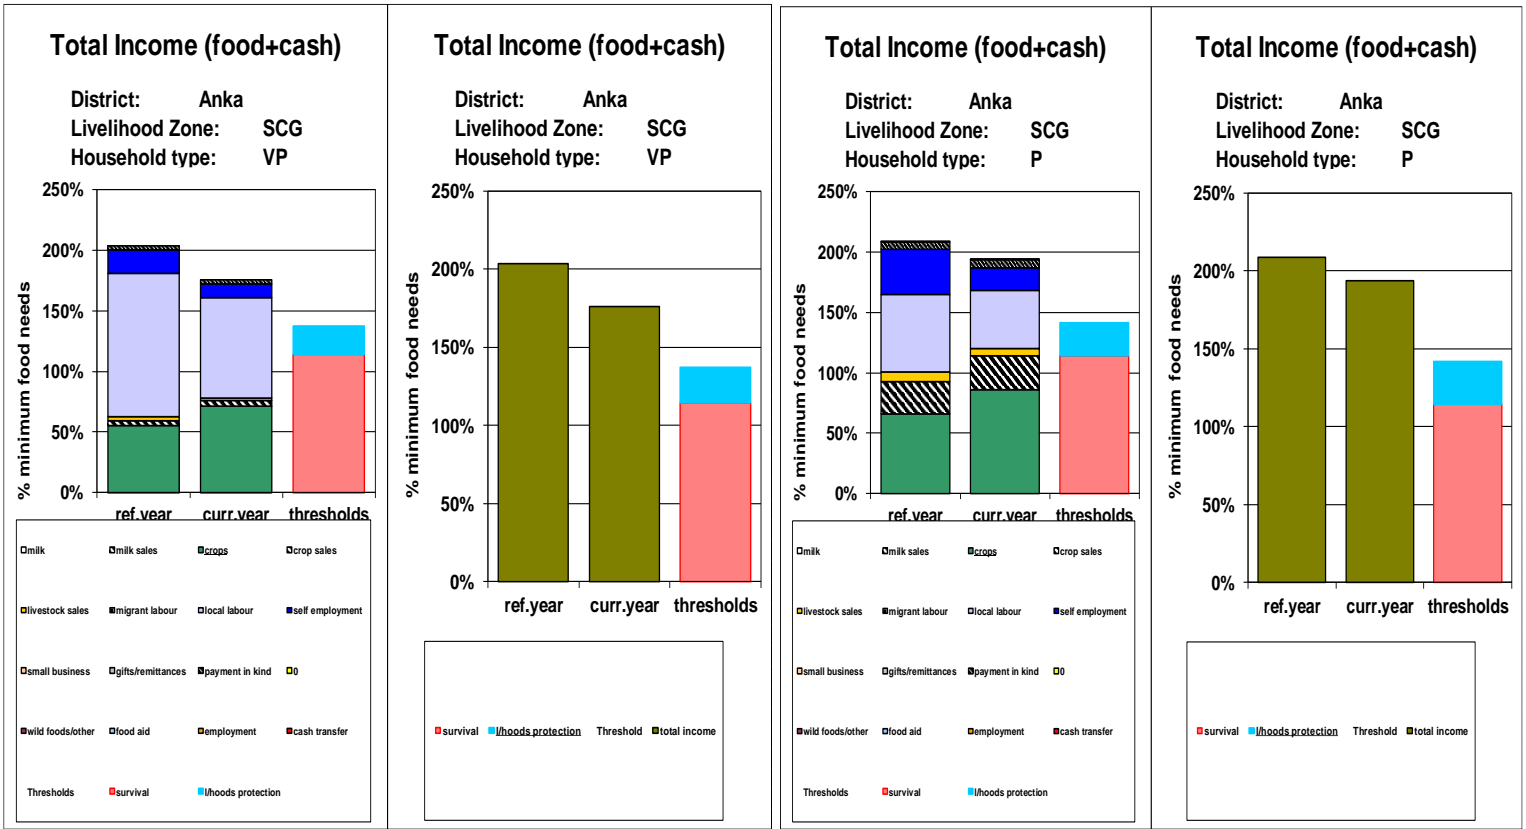 Total Income (food+cash)
District: Anka
Livelihood Zone: SCG
Household type: VP
% minimum food needs
250%
200%
150%
100%
50%
0%
ref.year curr.year thresholds
milk milk sales crops crop sales
livestock sales migrant labour local labour self employment
small business gifts/remittances payment in kind 0
wild foods/other food aid employment cash transfer
Thresholds survival l/hoods protection
Total Income (food+cash)
District: Anka
Livelihood Zone: SCG
Household type: VP
% minimum food needs
250%
200%
150%
100%
50%
0%
ref.year curr.year thresholds
survival l/hoods protection Threshold total income
Total Income (food+cash)
District: Anka
Livelihood Zone: SCG
Household type: P
% minimum food needs
250%
200%
150%
100%
50%
0%
ref.year curr.year thresholds
milk milk sales crops crop sales
livestock sales migrant labour local labour self employment
small business gifts/remittances payment in kind 0
wild foods/other food aid employment cash transfer
Thresholds survival l/hoods protection
Total Income (food+cash)
District: Anka
Livelihood Zone: SCG
Household type: P
% minimum food needs
250%
200%
150%
100%
50%
0%
ref.year curr.year thresholds
survival l/hoods protection Threshold total income